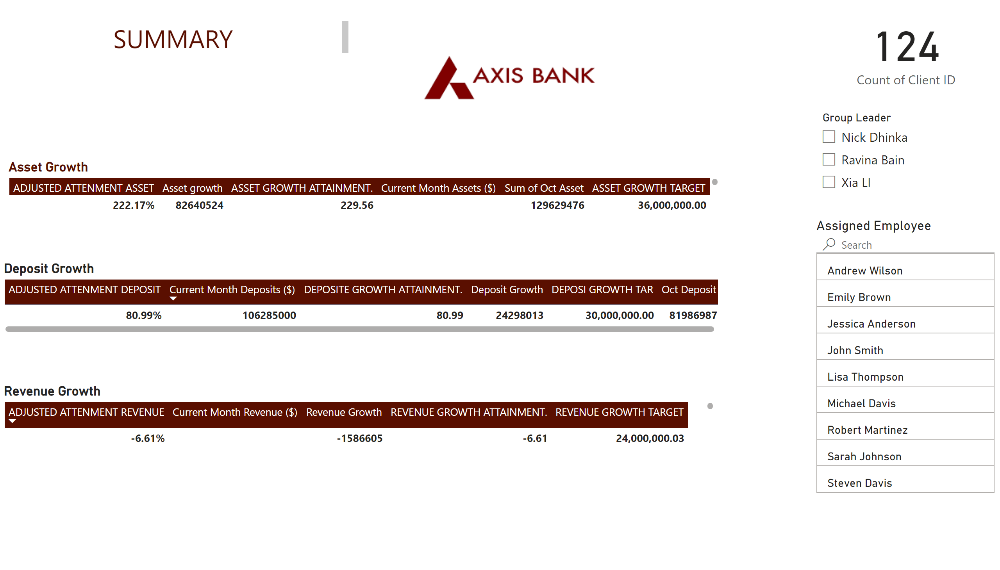 SUMMARY
AXIS BANK
124
Count of Client ID
Group Leader
Nick Dhinka
Ravina Bain
Xia LI
Asset Growth
ADJUSTED ATTENMENT ASSET Asset growth ASSET GROWTH ATTAINMENT. Current Month Assets ($) Sum of Oct Asset ASSET GROWTH TARGET
222.17% 82640524 229.56 129629476 36,000,000.00
Deposit Growth
ADJUSTED ATTENMENT DEPOSIT Current Month Deposits ($) DEPOSITE GROWTH ATTAINMENT. Deposit Growth DEPOSI GROWTH TAR Oct Deposit
80.99% 106285000 80.99 24298013 30,000,000.00 81986987
Revenue Growth
ADJUSTED ATTENMENT REVENUE Current Month Revenue ($) Revenue Growth REVENUE GROWTH ATTAINMENT. REVENUE GROWTH TARGET
-6.61% -1586605 -6.61 24,000,000.03
Assigned Employee
Search
Andrew Wilson
Emily Brown
Jessica Anderson
John Smith
Lisa Thompson
Michael Davis
Robert Martinez
Sarah Johnson
Steven Davis